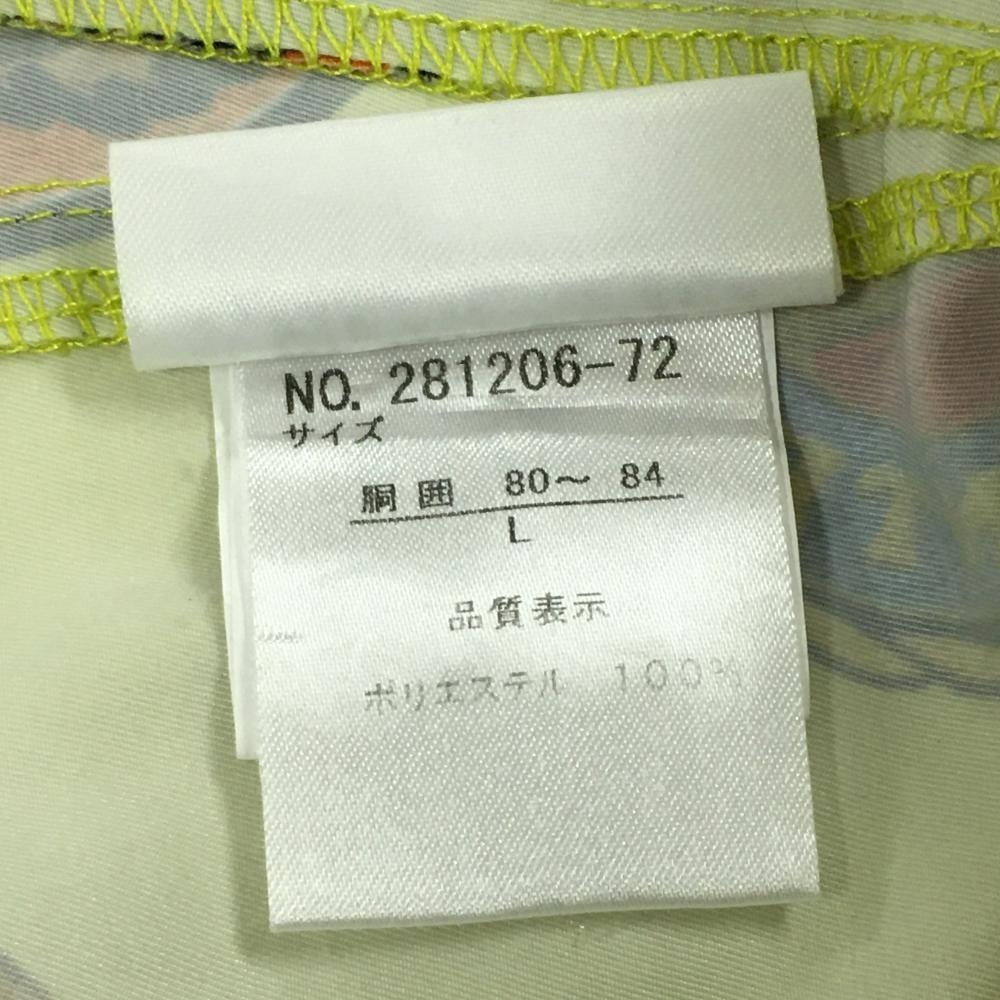 NO. 281206-72
サイズ
胴囲 80～ 84
L
品質表示
ポリエステル 100%